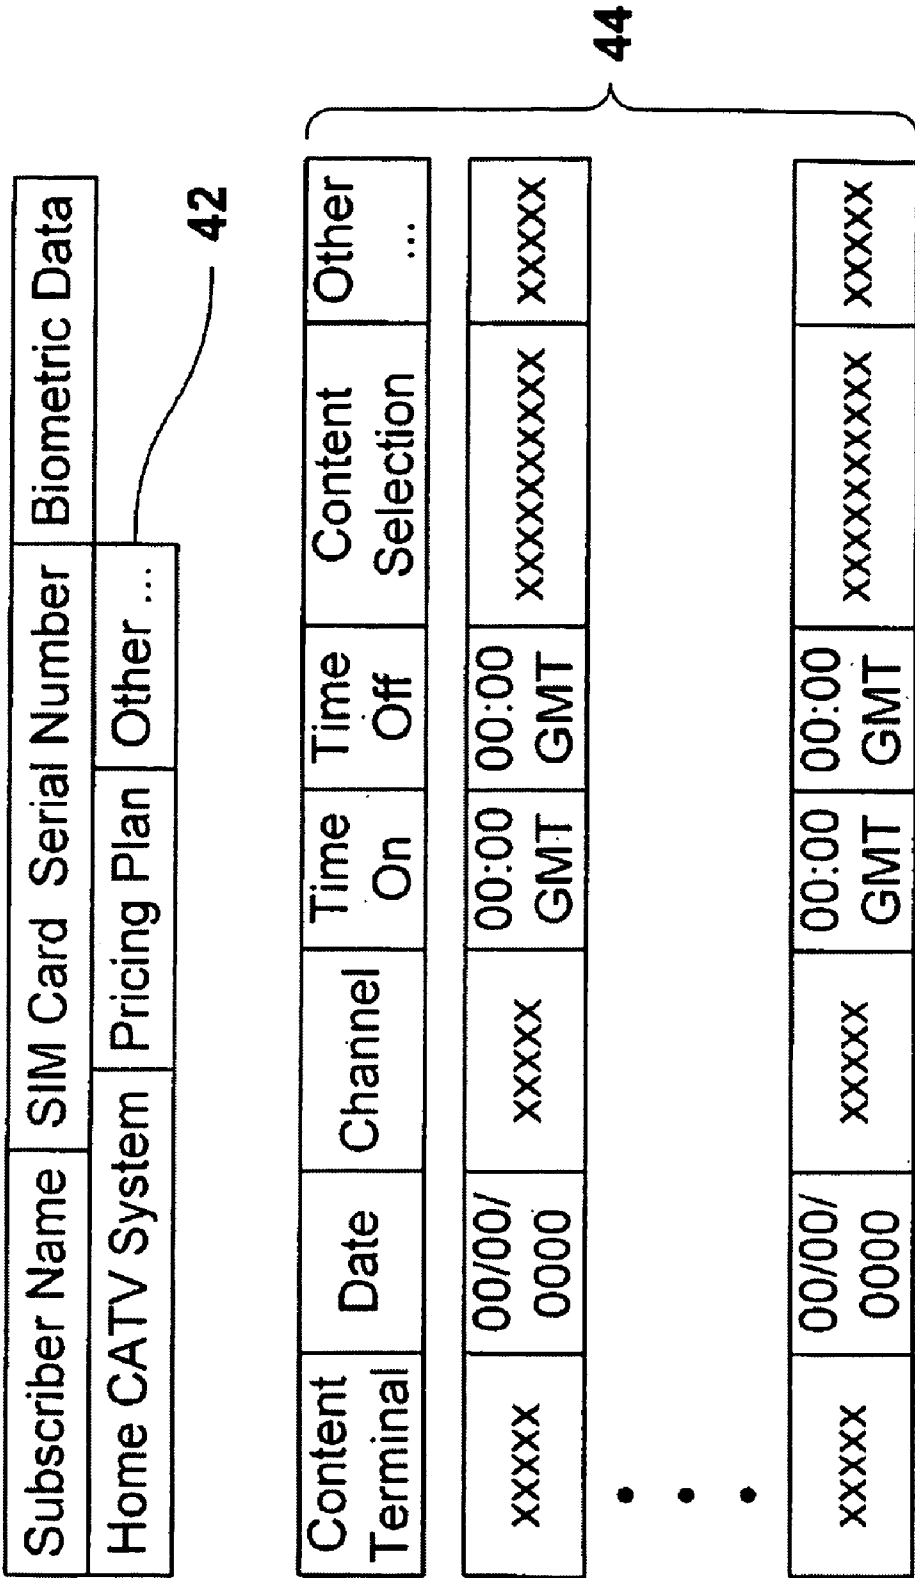 Subscriber Name SIM Card Serial Number Biometric Data
Home CATV System Pricing Plan Other ...
42
Content Terminal Date Channel Time On Time Off Content Selection Other ...
xxxxx 00/00/0000 xxxxx 00:00 GMT 00:00 GMT xxxxxxxxx xxxxx
xxxxx 00/00/0000 xxxxx 00:00 GMT 00:00 GMT xxxxxxxxx xxxxx
44